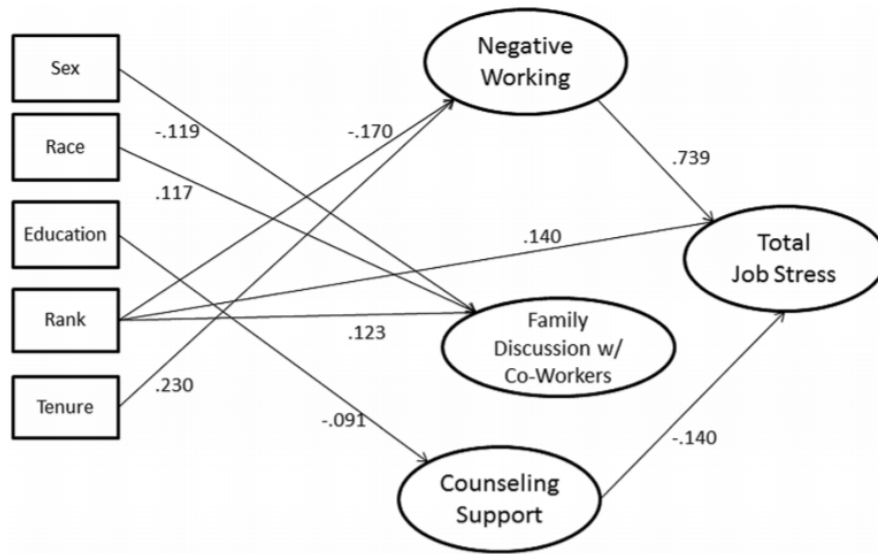 Sex
Race
Education
Rank
Tenure
-.119
.117
-.170
.230
.123
-.091
.140
.739
-.140
Negative
Working
Family
Discussion w/
Co-Workers
Counseling
Support
Total
Job Stress